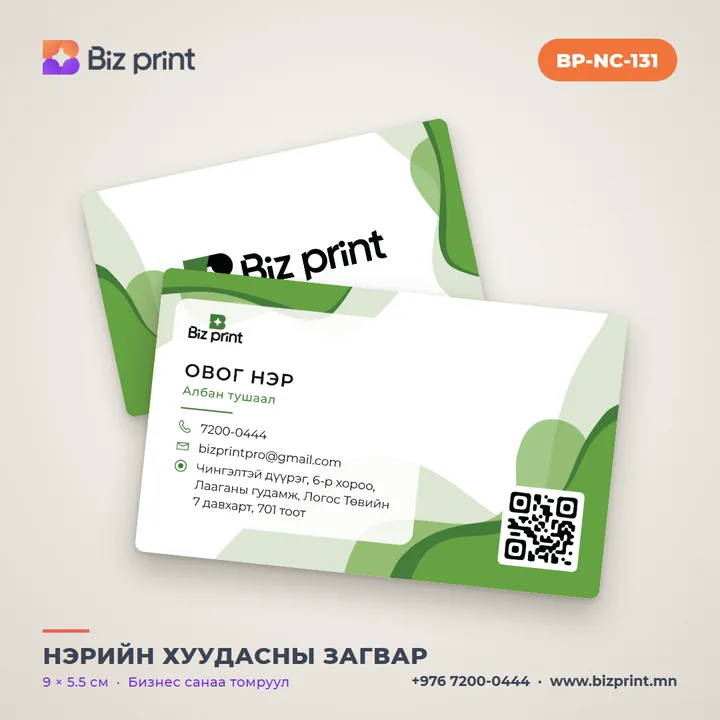 Biz print
BP-NC-131
Biz print
Biz print
ОВОГ НЭР
Албан тушаал
7200-0444
bizprintpro@gmail.com
Чингэлтэй дүүрэг, 6-р хороо,
Лааганы гудамж, Логос Төвийн
7 давхарт, 701 тоот
НЭРИЙН ХУУДАСНЫ ЗАГВАР
9 × 5.5 см · Бизнес санаа томруул
+976 7200-0444 · www.bizprint.mn